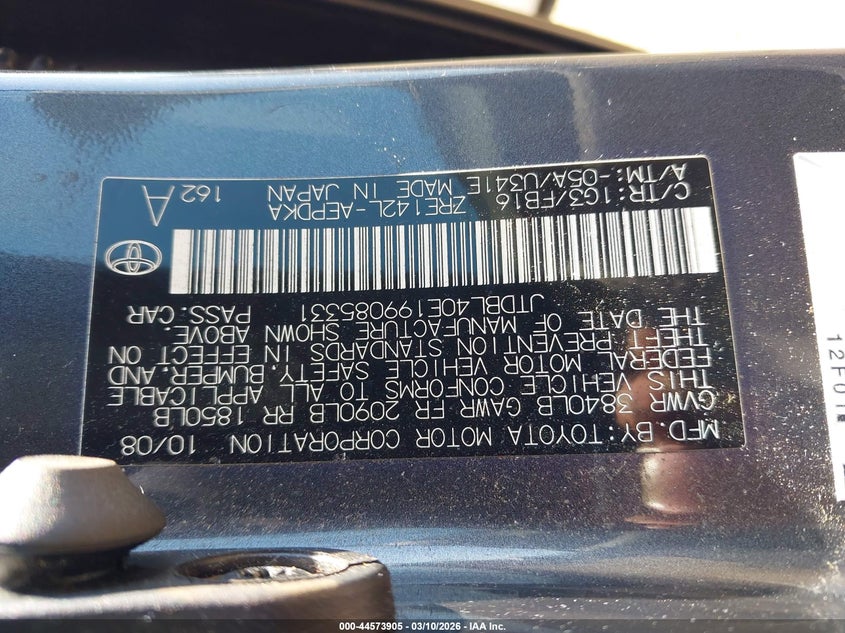 MFD. BY: TOYOTA MOTOR CORPORATION 10/08
GVWR 3840LB GAWR FR 2090LB RR 1850LB
THIS VEHICLE CONFORMS TO ALL APPLICABLE
FEDERAL MOTOR VEHICLE SAFETY, BUMPER, AND
THEFT PREVENTION STANDARDS IN EFFECT ON
THE DATE OF MANUFACTURE SHOWN ABOVE.
JTDBL40E199085331 PASS. CAR
C/TR: 1G3/FB16 ZRE142L-AEPDKA 162A
A/TM: -05A/U341E MADE IN JAPAN
000-44573905 - 03/10/2026 - IAA Inc.